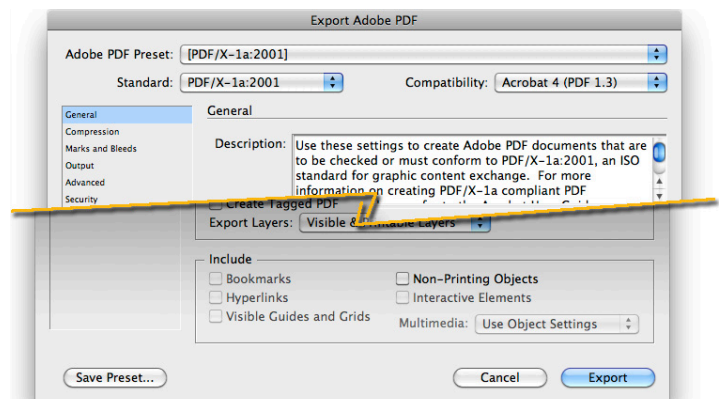 Export Adobe PDF
Adobe PDF Preset: [PDF/X-1a:2001]
Standard: PDF/X-1a:2001 Compatibility: Acrobat 4 (PDF 1.3)
General
Compression
Marks and Bleeds
Output
Advanced
Security
General
Description: Use these settings to create Adobe PDF documents that are
to be checked or must conform to PDF/X-1a:2001, an ISO
standard for graphic content exchange. For more
information on creating PDF/X-1a compliant PDF
Create Tagged PDF
Export Layers: Visible & Printable Layers
Include
Bookmarks Non-Printing Objects
Hyperlinks Interactive Elements
Visible Guides and Grids Multimedia: Use Object Settings
Save Preset... Cancel Export